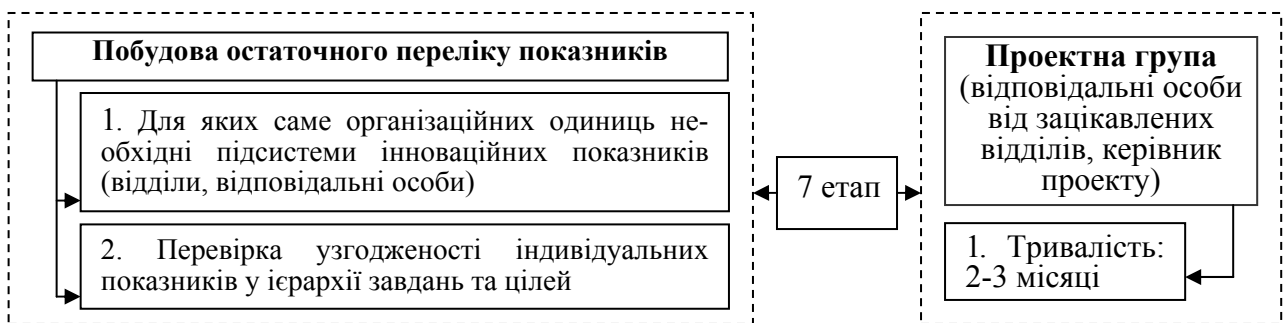 Побудова остаточного переліку показників
1. Для яких саме організаційних одиниць не-
обхідні підсистеми інноваційних показників
(відділи, відповідальні особи)
2. Перевірка узгодженості індивідуальних
показників у ієрархії завдань та цілей
7 етап
Проектна група
(відповідальні особи
від зацікавлених
відділів, керівник
проекту)
1. Тривалість:
2-3 місяці